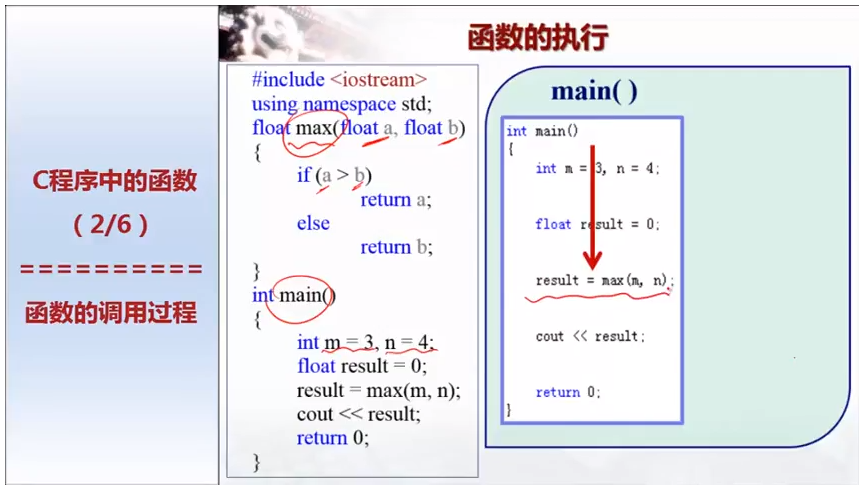 函数的执行
C程序中的函数
（2/6）
==========
函数的调用过程
#include <iostream>
using namespace std;
float max(float a, float b)
{
if (a > b)
return a;
else
return b;
}
int main()
{
int m = 3, n = 4;
float result = 0;
result = max(m, n);
cout << result;
return 0;
}
main( )
int main()
{
int m = 3, n = 4;
float result = 0;
result = max(m, n);
cout << result;
return 0;
}